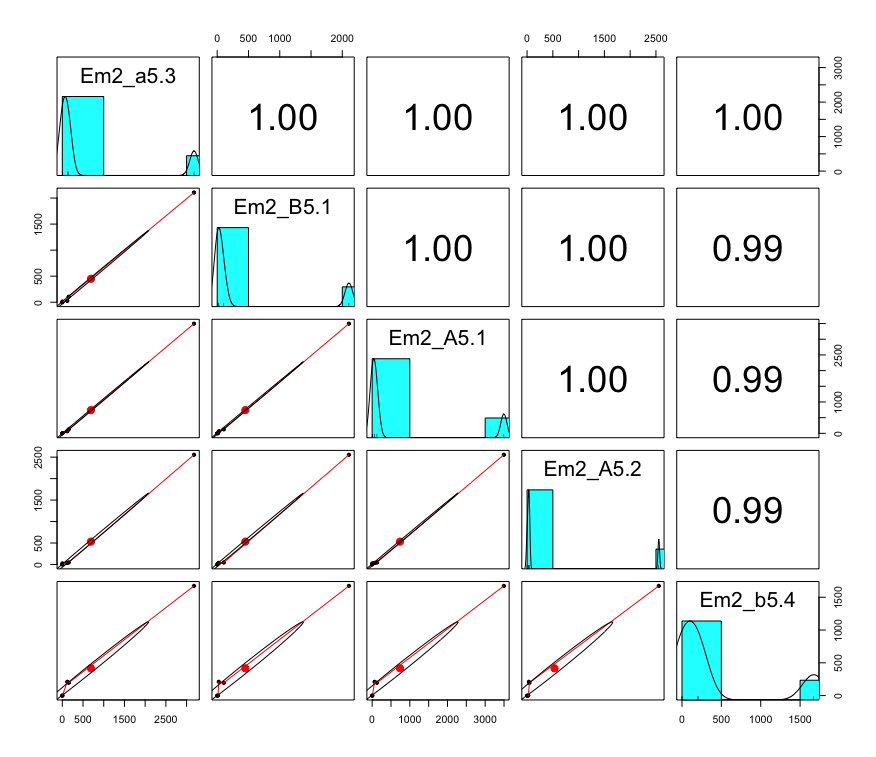 0 500 2000
0 500 1500 2500
Em2_a5.3 1.00 1.00 1.00 1.00
0 1000 2000 3000
0 500 1500
Em2_B5.1 1.00 1.00 0.99
Em2_A5.1 1.00 0.99
0 1000 2500
0 500 1500 2500
Em2_A5.2 0.99
Em2_b5.4
0 500 1000 1500
0 500 1500 2500
0 1000 2000 3000
0 500 1000 1500